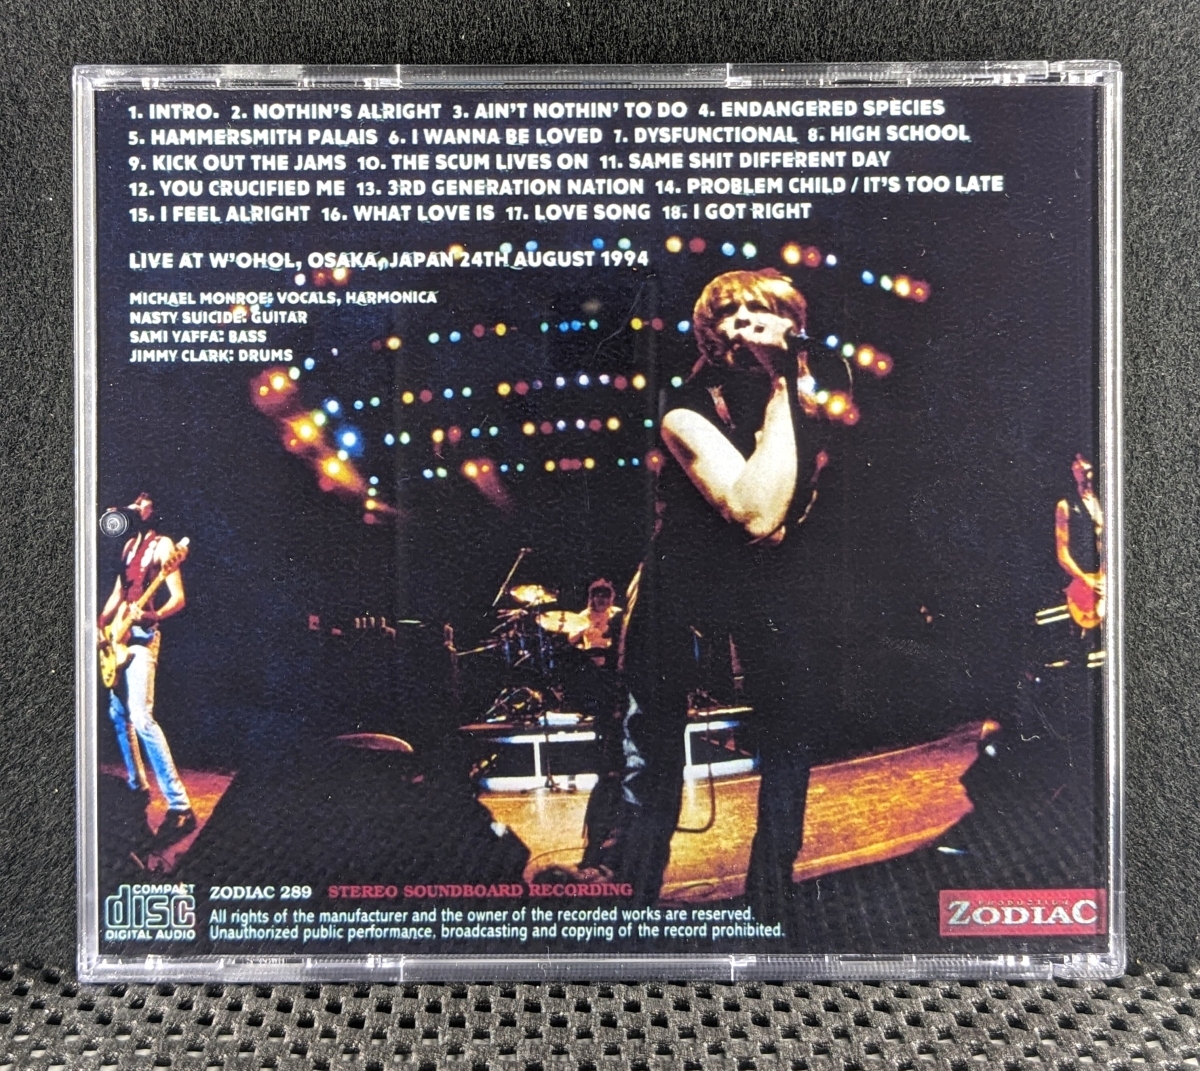 1. INTRO. 2. NOTHIN'S ALRIGHT 3. AIN'T NOTHIN' TO DO 4. ENDANGERED SPECIES
5. HAMMERSMITH PALAIS 6. I WANNA BE LOVED 7. DYSFUNCTIONAL 8. HIGH SCHOOL
9. KICK OUT THE JAMS 10. THE SCUM LIVES ON 11. SAME SHIT DIFFERENT DAY
12. YOU CRUCIFIED ME 13. 3RD GENERATION NATION 14. PROBLEM CHILD / IT'S TOO LATE
15. I FEEL ALRIGHT 16. WHAT LOVE IS 17. LOVE SONG 18. I GOT RIGHT
LIVE AT W'OHOL, OSAKA, JAPAN 24TH AUGUST 1994
MICHAEL MONROE: VOCALS, HARMONICA
NASTY SUICIDE: GUITAR
SAMI YAFFA: BASS
JIMMY CLARK: DRUMS
COMPACT
disc
DIGITAL AUDIO
ZODIAC 289 STEREO SOUNDBOARD RECORDING
All rights of the manufacturer and the owner of the recorded works are reserved.
Unauthorized public performance, broadcasting and copying of the record prohibited.
PRODUCTION
ZODIAC